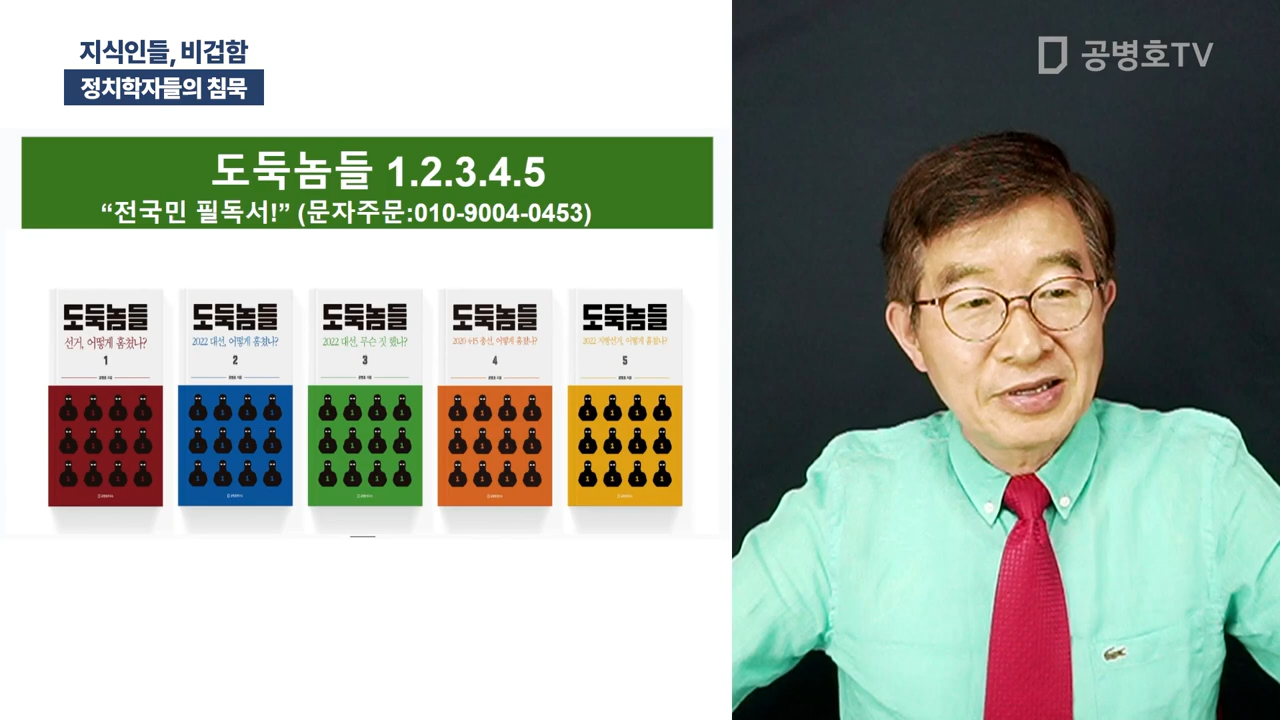 지식인들, 비겁함
정치학자들의 침묵
공병호TV
도둑놈들 1.2.3.4.5
“전국민 필독서!” (문자주문:010-9004-0453)
도둑놈들
선거, 어떻게 훔쳤나?
1
도둑놈들
2022 대선, 어떻게 훔쳤나?
2
도둑놈들
2022 대선, 무슨 짓 했나?
3
도둑놈들
2020 4·15 총선, 어떻게 훔쳤나?
4
도둑놈들
2022 지방선거, 어떻게 훔쳤나?
5